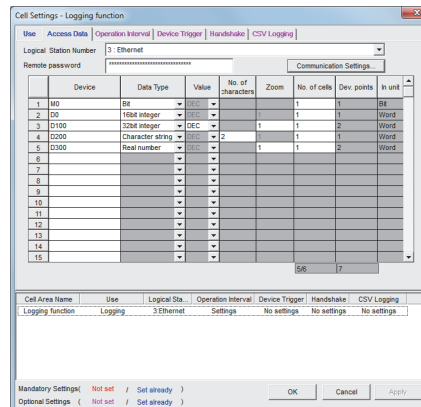 Cell Settings - Logging function
Use Access Data Operation Interval Device Trigger Handshake CSV Logging
Logical Station Number 3 : Ethernet
Remote password ********************************
Communication Settings...
Device Data Type Value No. of characters Zoom No. of cells Dev. points In unit
1 M0 Bit DEC 1 1 Bit
2 D0 16bit integer DEC 1 1 1 Word
3 D100 32bit integer DEC 1 1 2 Word
4 D200 Character string DEC 2 1 1 Word
5 D300 Real number DEC 1 1 2 Word
6
7
8
9
10
11
12
13
14
15
5/6 7
Cell Area Name Use Logical Sta... Operation Interval Device Trigger Handshake CSV Logging
Logging function Logging 3:Ethernet Settings No settings No settings No settings
Mandatory Settings( Not set / Set already )
Optional Settings ( Not set / Set already )
OK Cancel Apply